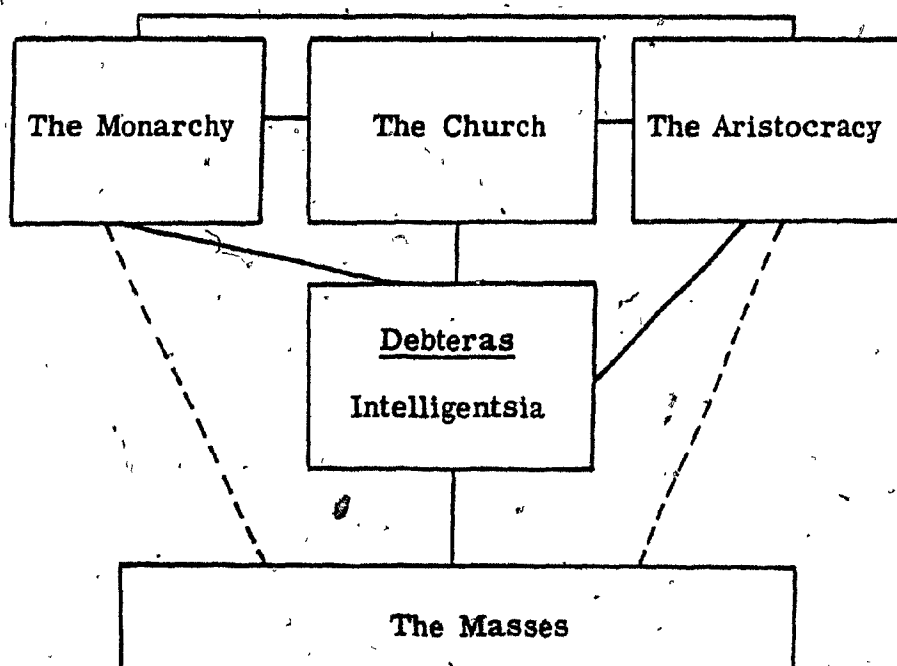 The Monarchy
The Church
The Aristocracy
Debteras
Intelligentsia
The Masses